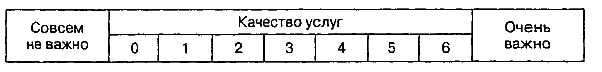 Совсем не важно
Качество услуг
Очень важно
0 1 2 3 4 5 6